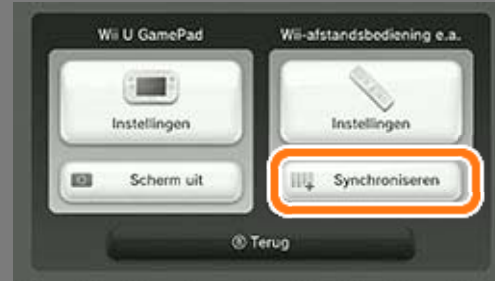 Wii U GamePad
Wii-afstandsbediening e.a.
Instellingen
Instellingen
Scherm uit
Synchroniseren
Ⓑ Terug